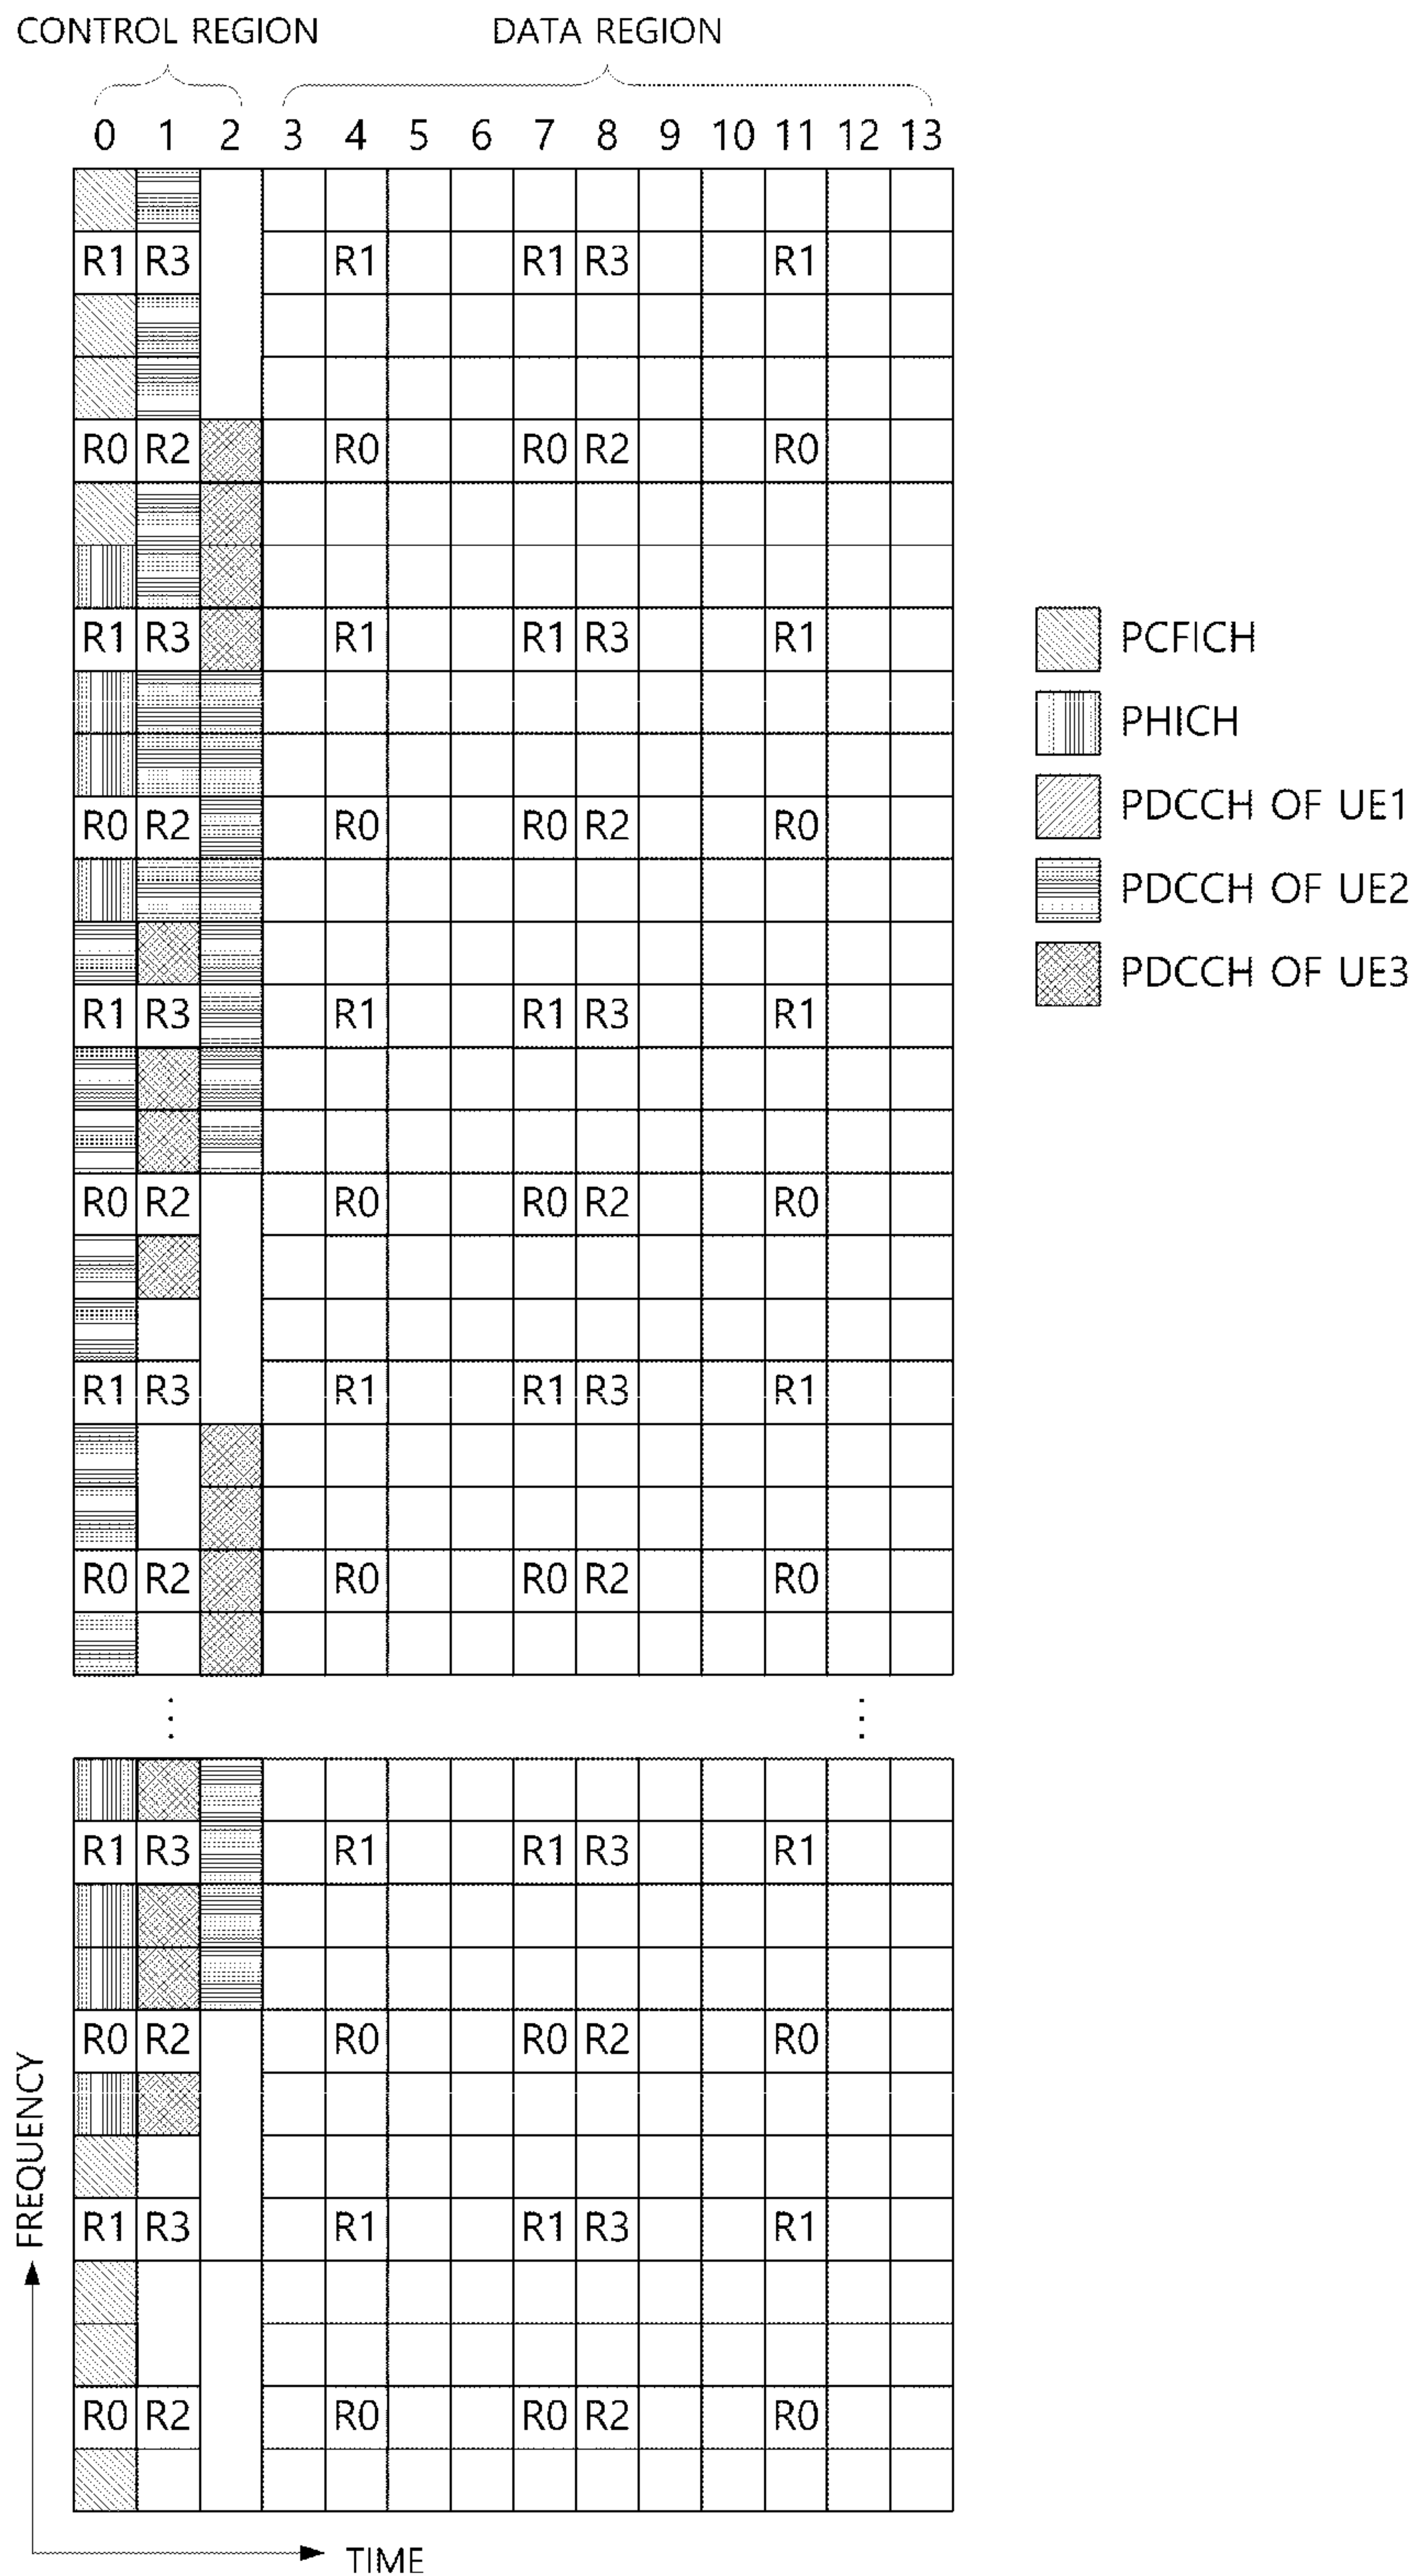 CONTROL REGION DATA REGION
0 1 2 3 4 5 6 7 8 9 10 11 12 13
R1 R3 R1 R1 R3 R1
R0 R2 R0 R0 R2 R0
R1 R3 R1 R1 R3 R1
PCFICH
PHICH
PDCCH OF UE1
R0 R2 R0 R0 R2 R0
PDCCH OF UE2
PDCCH OF UE3
R1 R3 R1 R1 R3 R1
R0 R2 R0 R0 R2 R0
R1 R3 R1 R1 R3 R1
R0 R2 R0 R0 R2 R0
R1 R3 R1 R1 R3 R1
R0 R2 R0 R0 R2 R0
R1 R3 R1 R1 R3 R1
R0 R2 R0 R0 R2 R0
FREQUENCY
TIME